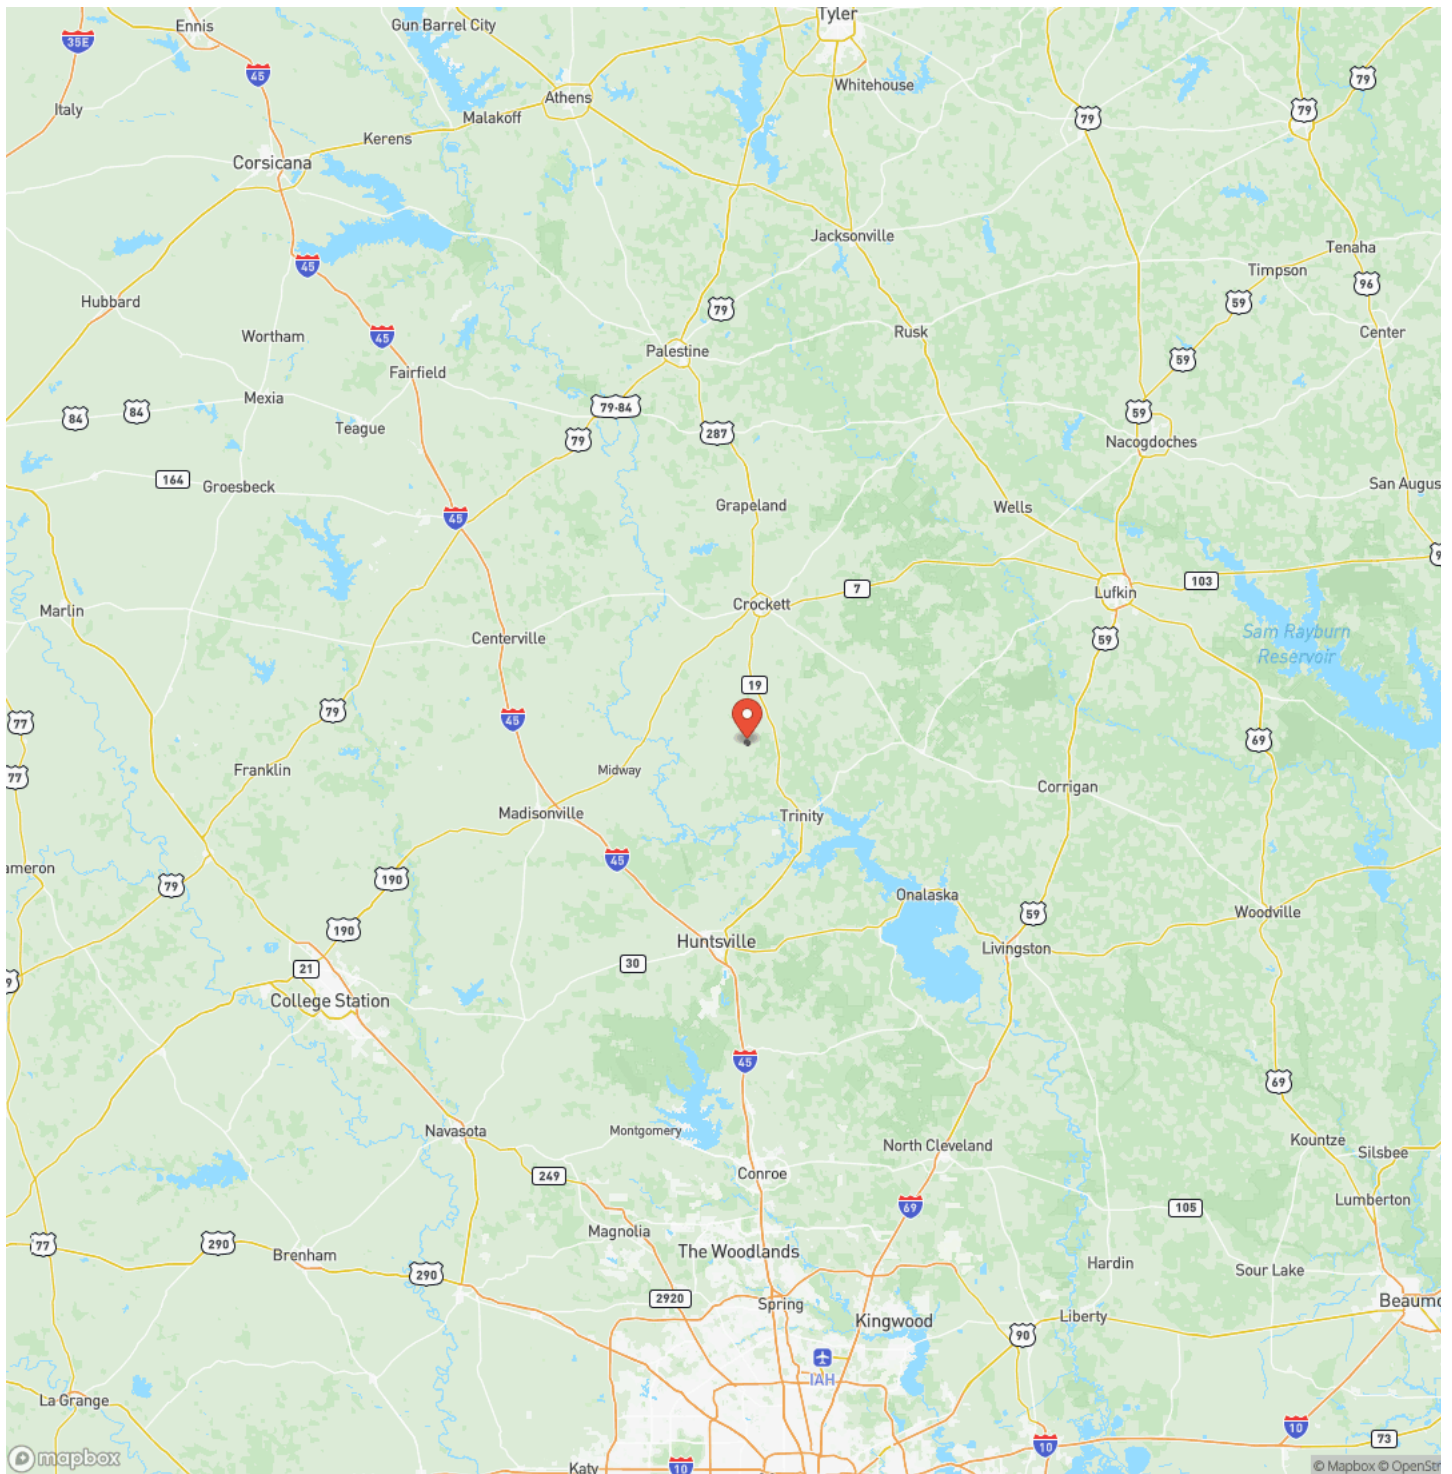 Tyler
Ennis
Gun Barrel City
35E
45
79
Whitehouse
Athens
Italy
Malakoff
79
79
Kerens
Corsicana
Jacksonville
Tenaha
45
Timpson
96
Hubbard
79
59
Wortham
45
Rusk
Center
Palestine
59
Fairfield
Mexia
84
84
79-84
59
Teague
287
79
Nacogdoches
164
Groesbeck
San Augus
Grapeland
Wells
45
9
103
7
Lufkin
Crockett
Marlin
Centerville
59
Sam Rayburn
Reservoir
19
77
79
45
69
Franklin
Midway
77
Corrigan
Madisonville
Trinity
45
ameron
79
190
Onalaska
59
Woodville
190
Huntsville
Livingston
30
21
9
College Station
45
69
Navasota
Montgomery
North Cleveland
Kountze
Silsbee
249
Conroe
Lumberton
69
105
Magnolia
77
290
The Woodlands
Brenham
Hardin
290
Sour Lake
2920
Spring
Beaumo
Kingwood
Liberty
90
IAH
La Grange
10
73
10
mapbox
Katy
10
© Mapbox © OpenStr